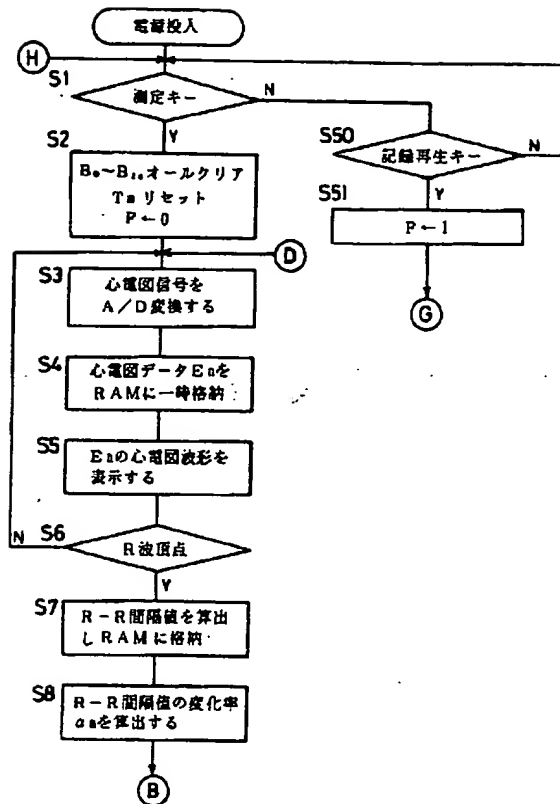 電源投入
H
S1
測定キー
N
Y
S2
B₀~B₁₀オールクリア
Tmリセット
P←0
S50
記録再生キー
N
Y
S51
P←1
G
D
S3
心電図信号を
A/D変換する
S4
心電図データEnを
RAMに一時格納
S5
Enの心電図波形を
表示する
S6
N
R波頂点
Y
S7
R-R間隔値を算出
しRAMに格納
S8
R-R間隔値の変化率
αnを算出する
B